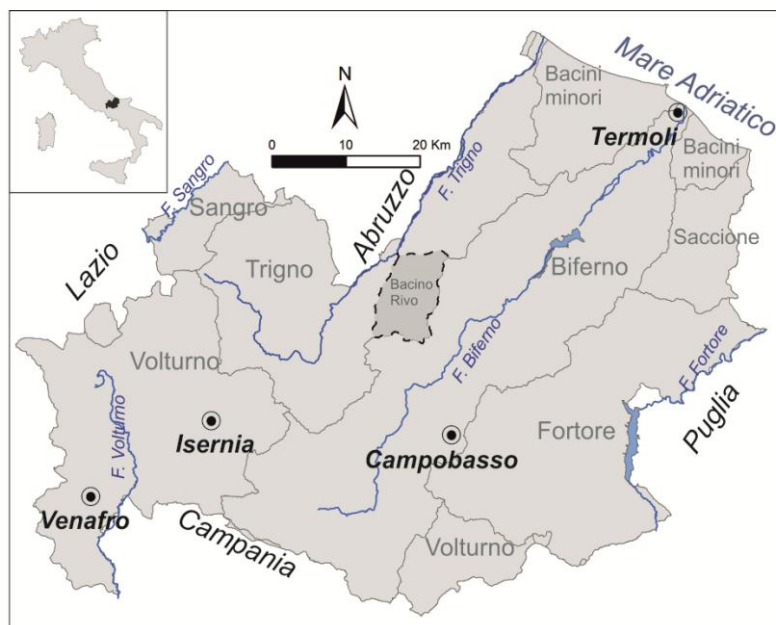 Mare Adriatico
Bacini
minori
N
Termoli
0 10 20 Km
Bacini
minori
F. Sangro
Sangro
F. Trigno
Abruzzo
Lazio
Trigno
Bacino
Rivo
Biferno
Saccione
Volturno
F. Biferno
F. Fortore
Puglia
F. Volturno
Isernia
Campobasso
Fortore
Venafro
Campania
Volturno